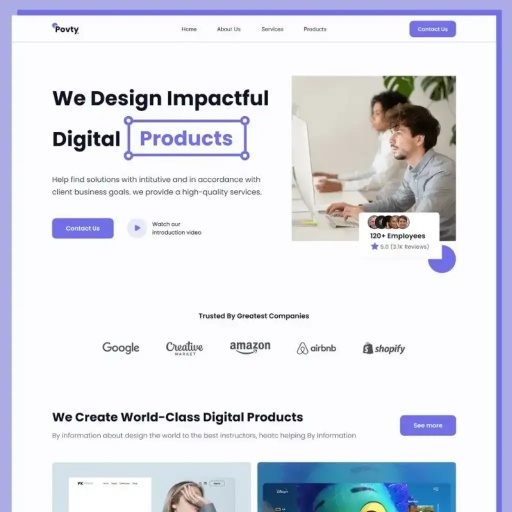 Povty
Home
About Us
Services
Products
Contact Us
We Design Impactful
Digital Products
Help find solutions with intitutive and in accordance with
client business goals. we provide a high-quality services.
Contact Us
Watch our
introduction video
120+ Employees
5.0 (3.1K Reviews)
Trusted By Greatest Companies
Google
Creative
MARKET
amazon
airbnb
shopify
We Create World-Class Digital Products
See more
By information about design the world to the best instructors, heatc helping By information
Disney+